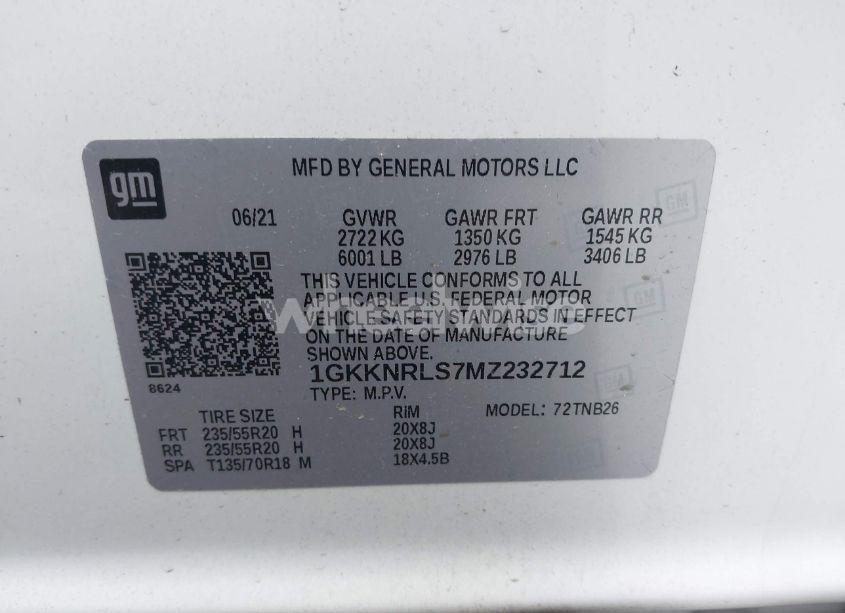 gm
MFD BY GENERAL MOTORS LLC
06/21 GVWR GAWR FRT GAWR RR
2722 KG 1350 KG 1545 KG
6001 LB 2976 LB 3406 LB
THIS VEHICLE CONFORMS TO ALL
APPLICABLE U.S. FEDERAL MOTOR
VEHICLE SAFETY STANDARDS IN EFFECT
ON THE DATE OF MANUFACTURE
SHOWN ABOVE.
1GKKNRLS7MZ232712
8624
TYPE: M.P.V. MODEL: 72TNB26
TIRE SIZE RIM
FRT 235/55R20 H 20X8J
RR 235/55R20 H 20X8J
SPA T135/70R18 M 18X4.5B
GM
GM
GM